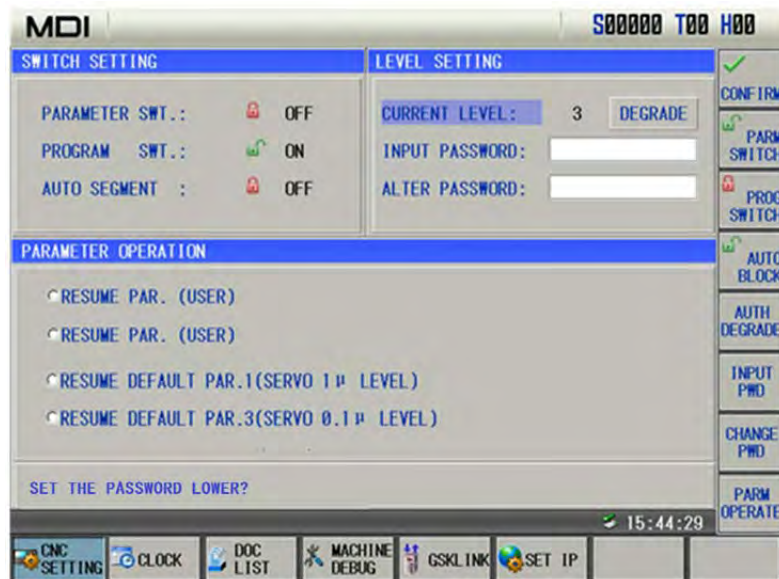 MDI
S00000 T00 H00
SWITCH SETTING
PARAMETER SWT.: OFF
PROGRAM SWT.: ON
AUTO SEGMENT : OFF
LEVEL SETTING
CURRENT LEVEL: 3 DEGRADE
INPUT PASSWORD:
ALTER PASSWORD:
PARAMETER OPERATION
RESUME PAR. (USER)
RESUME PAR. (USER)
RESUME DEFAULT PAR.1(SERVO 1μ LEVEL)
RESUME DEFAULT PAR.3(SERVO 0.1μ LEVEL)
SET THE PASSWORD LOWER?
15:44:29
CONFIRM
PARM
SWITCH
PROG
SWITCH
AUTO
BLOCK
AUTH
DEGRADE
INPUT
PWD
CHANGE
PWD
PARM
OPERATE
CNC
SETTING
CLOCK
DOC
LIST
MACHINE
DEBUG
GSKLINK
SET IP